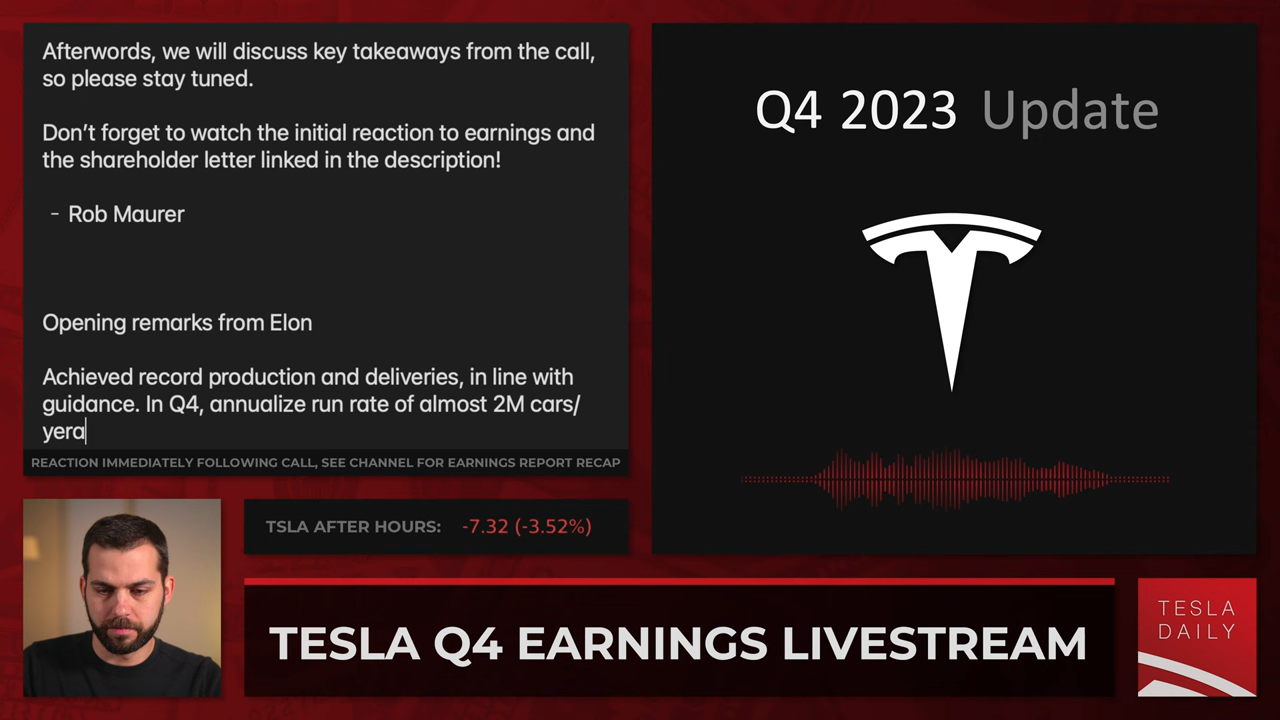 Afterwords, we will discuss key takeaways from the call,
so please stay tuned.
Don't forget to watch the initial reaction to earnings and
the shareholder letter linked in the description!
- Rob Maurer
Opening remarks from Elon
Achieved record production and deliveries, in line with
guidance. In Q4, annualize run rate of almost 2M cars/
yera
REACTION IMMEDIATELY FOLLOWING CALL, SEE CHANNEL FOR EARNINGS REPORT RECAP
Q4 2023 Update
TSLA AFTER HOURS: -7.32 (-3.52%)
TESLA Q4 EARNINGS LIVESTREAM
TESLA
DAILY